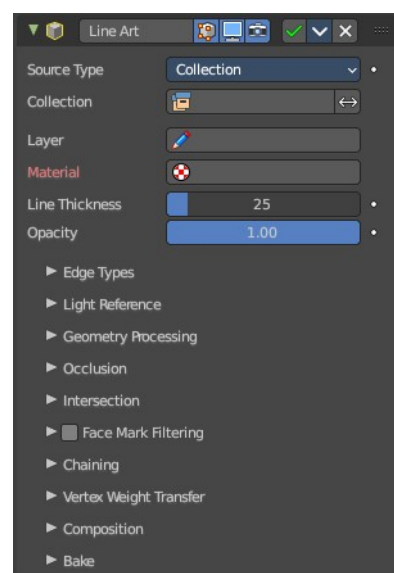 Line Art
Source Type Collection
Collection
Layer
Material
Line Thickness 25
Opacity 1.00
Edge Types
Light Reference
Geometry Processing
Occlusion
Intersection
Face Mark Filtering
Chaining
Vertex Weight Transfer
Composition
Bake